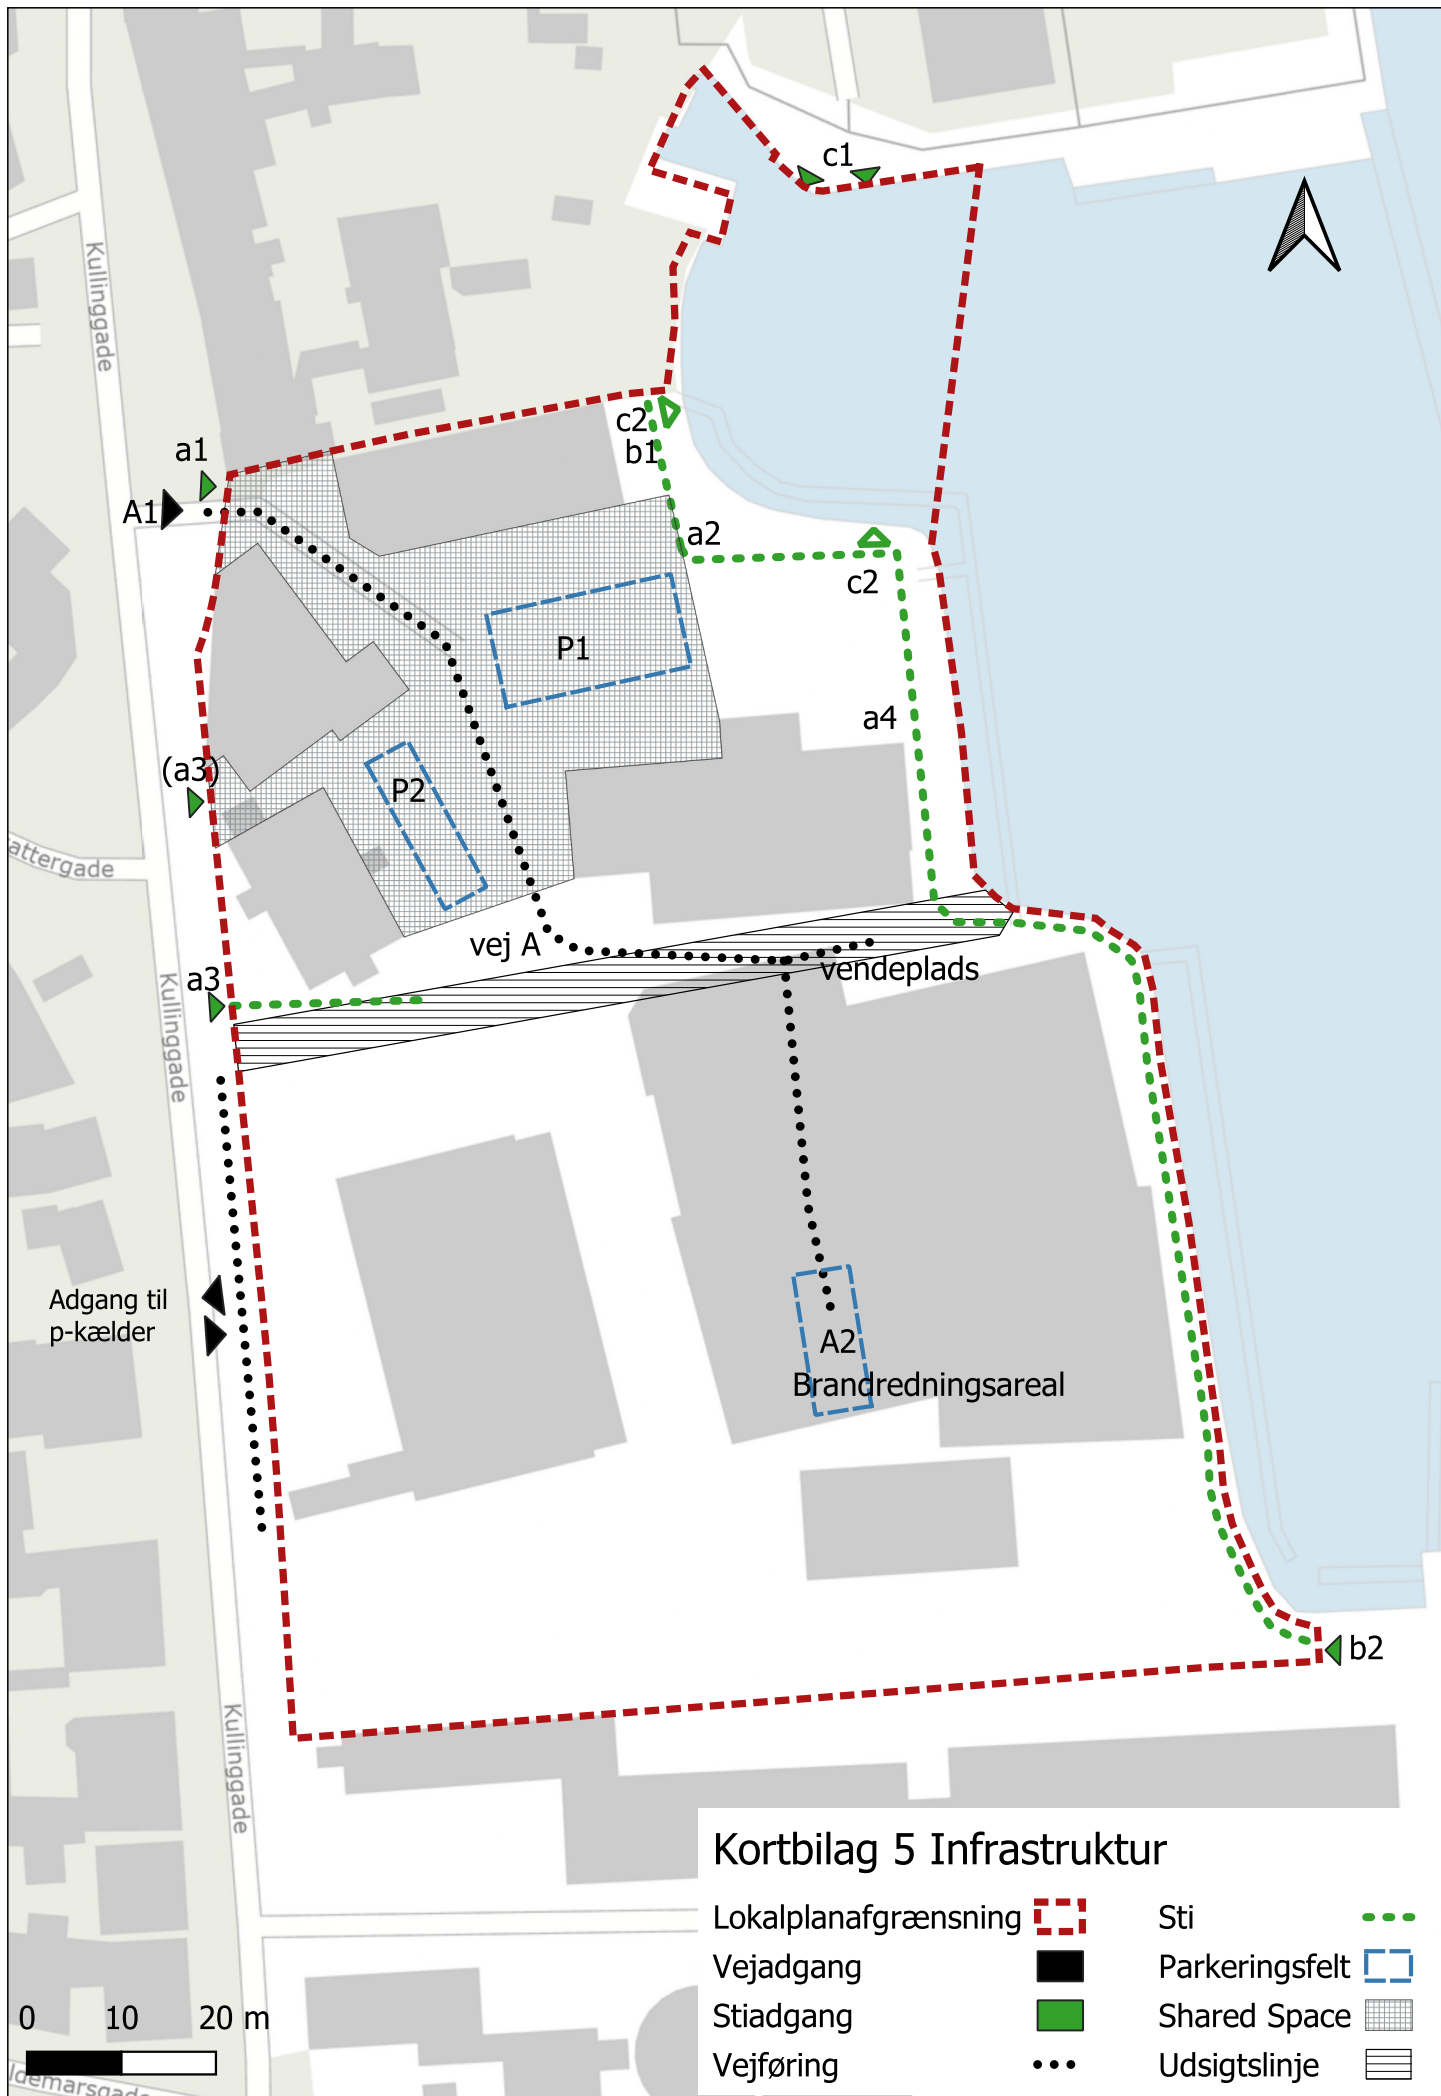 c1
Kullinggade
c2
b1
a1
A1
a2
c2
P1
a4
(a3)
P2
attergade
vej A
vendeplads
a3
Kullinggade
Adgang til
p-kælder
A2
Brandredningsareal
b2
Kullinggade
Kortbilag 5 Infrastruktur
Lokalplanafgrænsning
Sti
Vejadgang
Parkeringsfelt
Stiadgang
Shared Space
Vejføring
Udsigtslinje
0 10 20 m
ldemarsgade